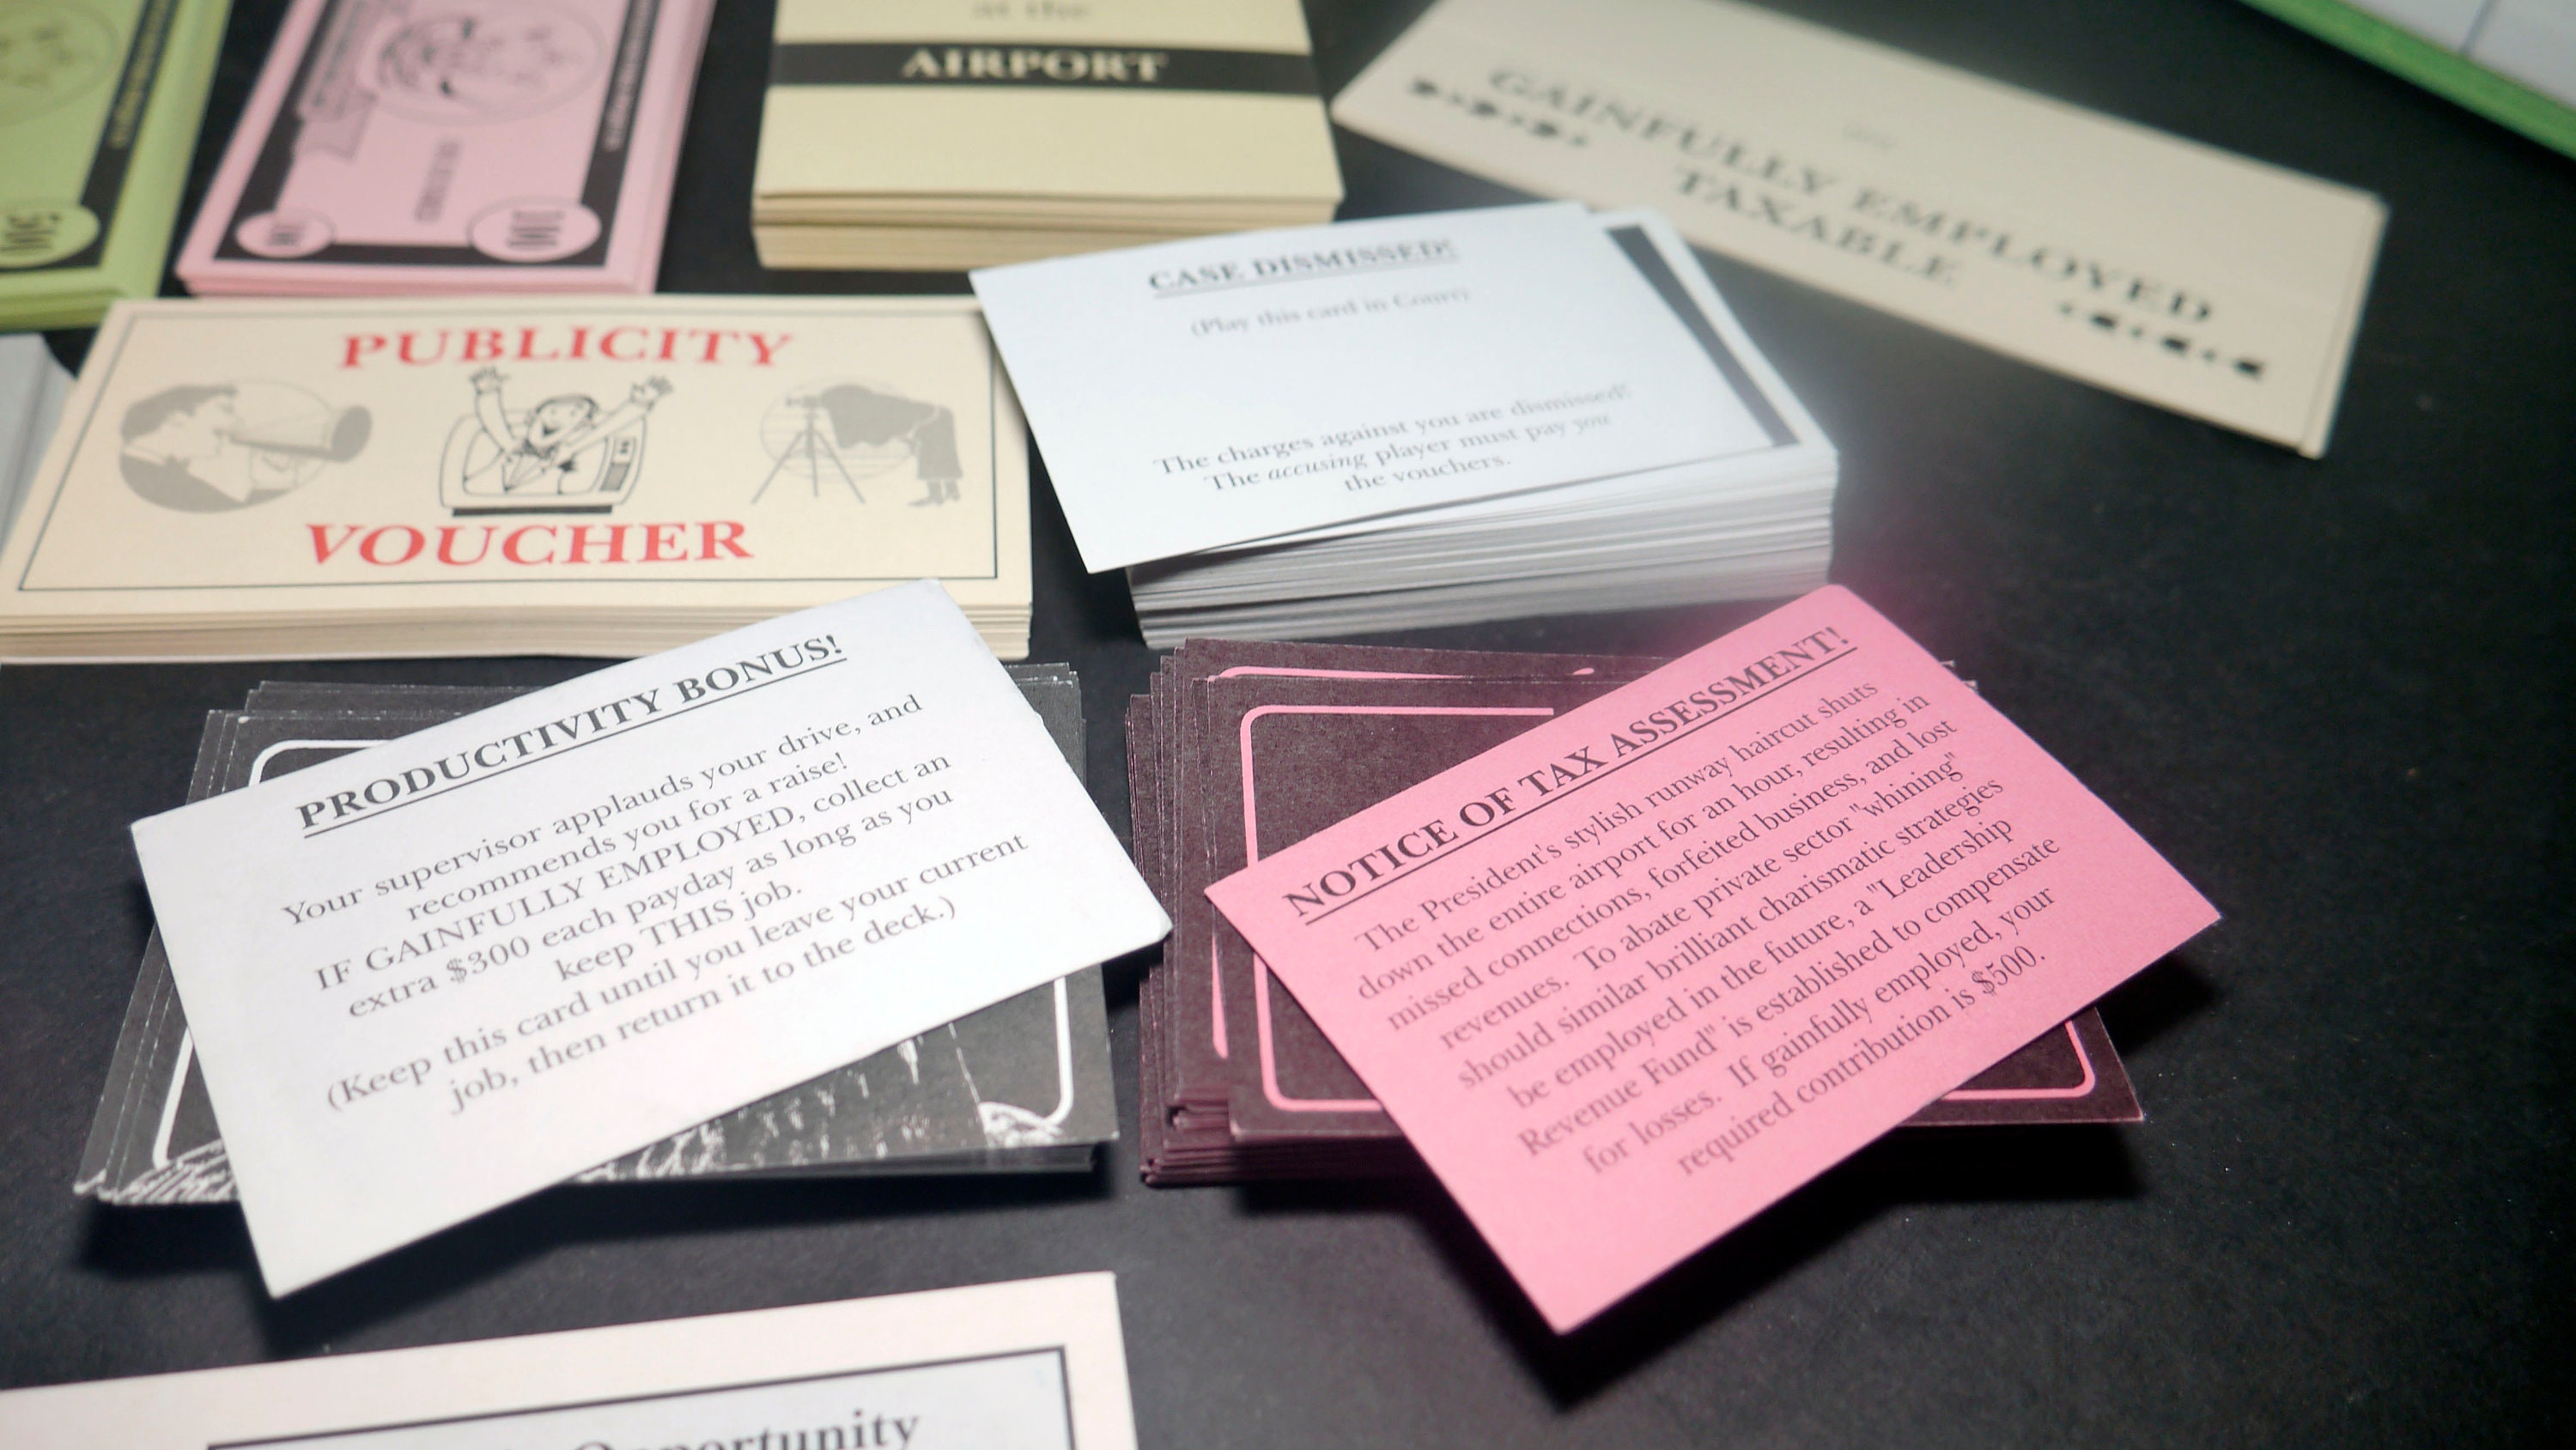 at the
AIRPORT
GAINFULLY EMPLOYED
TAXABLE
500
100
PUBLICITY
VOUCHER
CASE DISMISSED!
(Play this card in Court)
The charges against you are dismissed!
The accusing player must pay you
the vouchers.
PRODUCTIVITY BONUS!
Your supervisor applauds your drive, and
recommends you for a raise!
IF GAINFULLY EMPLOYED, collect an
extra $300 each payday as long as you
keep THIS job.
(Keep this card until you leave your current
job, then return it to the deck.)
NOTICE OF TAX ASSESSMENT!
The President's stylish runway haircut shuts
down the entire airport for an hour, resulting in
missed connections, forfeited business, and lost
revenues. To abate private sector "whining"
should similar brilliant charismatic strategies
be employed in the future, a "Leadership
Revenue Fund" is established to compensate
for losses. If gainfully employed, your
required contribution is $500.
Opportunity